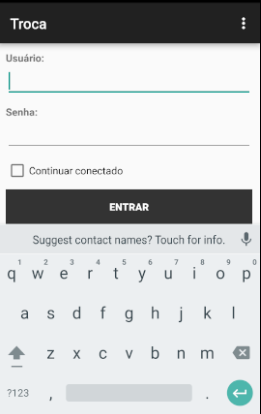 Troca
Usuário:
Senha:
Continuar conectado
ENTRAR
Suggest contact names? Touch for info.
1 2 3 4 5 6 7 8 9 0
q w e r t y u i o p
a s d f g h j k l
z x c v b n m
?123 , .